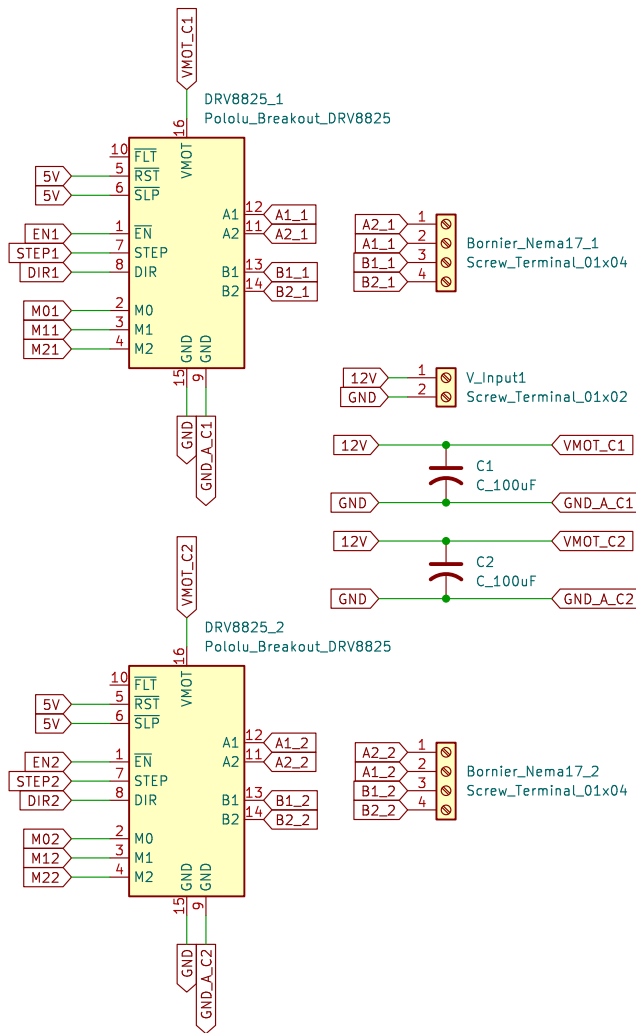 VMOT_C1
DRV8825_1
Pololu_Breakout_DRV8825
16
VMOT
10 FLT
5V 5 RST
5V 6 SLP
EN1 1 EN
STEP1 7 STEP
DIR1 8 DIR
M01 2 M0
M11 3 M1
M21 4 M2
A1 12 A1_1
A2 11 A2_1
B1 13 B1_1
B2 14 B2_1
GND GND
15 9
GND GND_A_C1
A2_1 1
A1_1 2
B1_1 3
B2_1 4
Bornier_Nema17_1
Screw_Terminal_01x04
12V 1
GND 2
V_Input1
Screw_Terminal_01x02
12V VMOT_C1
C1
C_100uF
GND GND_A_C1
12V VMOT_C2
C2
C_100uF
GND GND_A_C2
VMOT_C2
DRV8825_2
Pololu_Breakout_DRV8825
16
VMOT
10 FLT
5V 5 RST
5V 6 SLP
EN2 1 EN
STEP2 7 STEP
DIR2 8 DIR
M02 2 M0
M12 3 M1
M22 4 M2
A1 12 A1_2
A2 11 A2_2
B1 13 B1_2
B2 14 B2_2
GND GND
15 9
GND GND_A_C2
A2_2 1
A1_2 2
B1_2 3
B2_2 4
Bornier_Nema17_2
Screw_Terminal_01x04